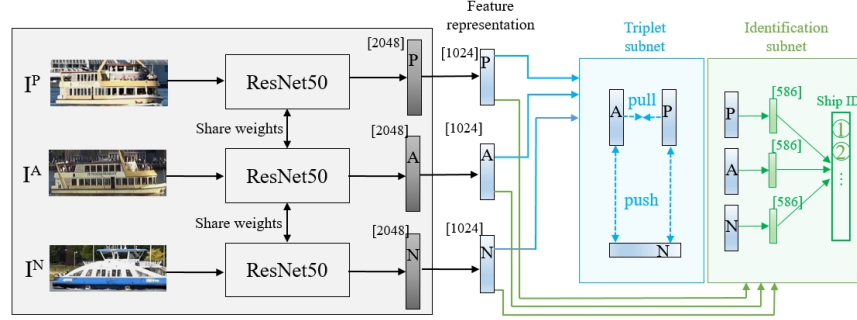 Feature
representation
Triplet
subnet
Identification
subnet
[2048]
[1024]
I^P
ResNet50
P
P
Share weights
[2048]
[1024]
I^A
ResNet50
A
A
Share weights
[2048]
[1024]
I^N
ResNet50
N
N
A
pull
P
push
N
P
[586]
A
[586]
N
[586]
Ship ID
①
②
⋮